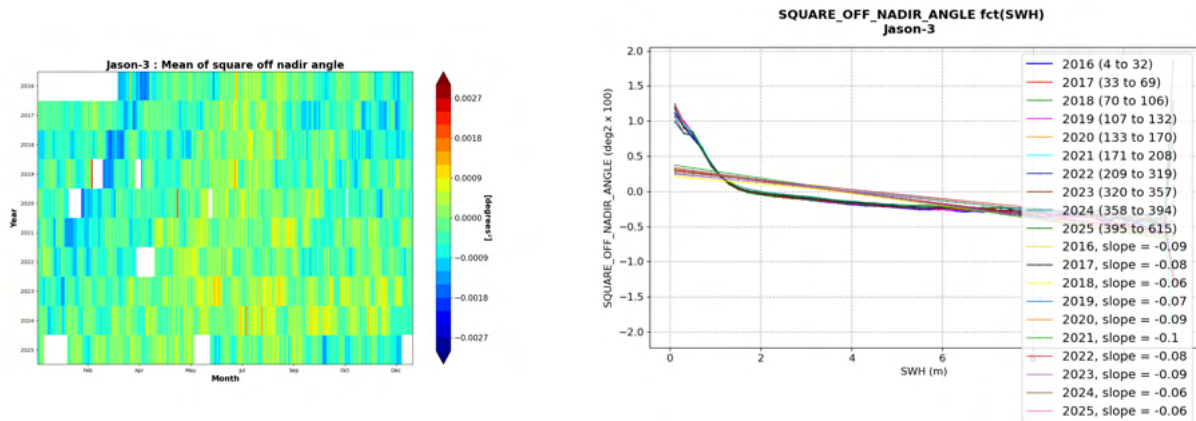 Jason-3 : Mean of square off nadir angle
2016
2017
2018
2019
2020
2021
2022
2023
2024
2025
Year
Feb
Apr
May
Jul
Sep
Oct
Dec
Month
0.0027
0.0018
0.0009
0.0000
−0.0009
−0.0018
−0.0027
[degrees²]
SQUARE_OFF_NADIR_ANGLE fct(SWH)
Jason-3
SQUARE_OFF_NADIR_ANGLE (deg2 x 100)
2.0
1.5
1.0
0.5
0.0
−0.5
−1.0
−1.5
−2.0
0
2
4
6
8
SWH (m)
2016 (4 to 32)
2017 (33 to 69)
2018 (70 to 106)
2019 (107 to 132)
2020 (133 to 170)
2021 (171 to 208)
2022 (209 to 319)
2023 (320 to 357)
2024 (358 to 394)
2025 (395 to 615)
2016, slope = -0.09
2017, slope = -0.08
2018, slope = -0.06
2019, slope = -0.07
2020, slope = -0.09
2021, slope = -0.1
2022, slope = -0.08
2023, slope = -0.09
2024, slope = -0.06
2025, slope = -0.06